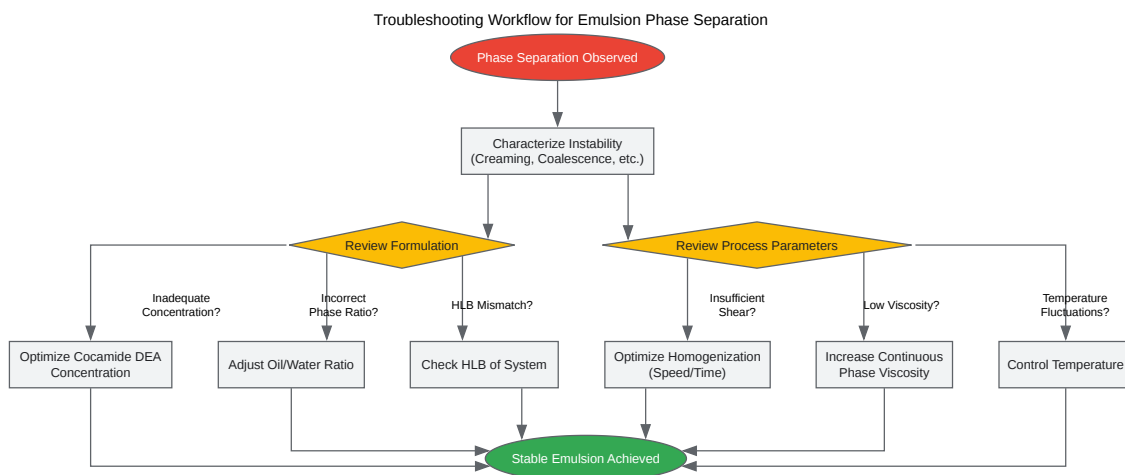 Troubleshooting Workflow for Emulsion Phase Separation
Phase Separation Observed
Characterize Instability
(Creaming, Coalescence, etc.)
Review Formulation
Review Process Parameters
Inadequate
Concentration?
Incorrect
Phase Ratio?
HLB Mismatch?
Insufficient
Shear?
Low Viscosity?
Temperature
Fluctuations?
Optimize Cocamide DEA
Concentration
Adjust Oil/Water Ratio
Check HLB of System
Optimize Homogenization
(Speed/Time)
Increase Continuous
Phase Viscosity
Control Temperature
Stable Emulsion Achieved